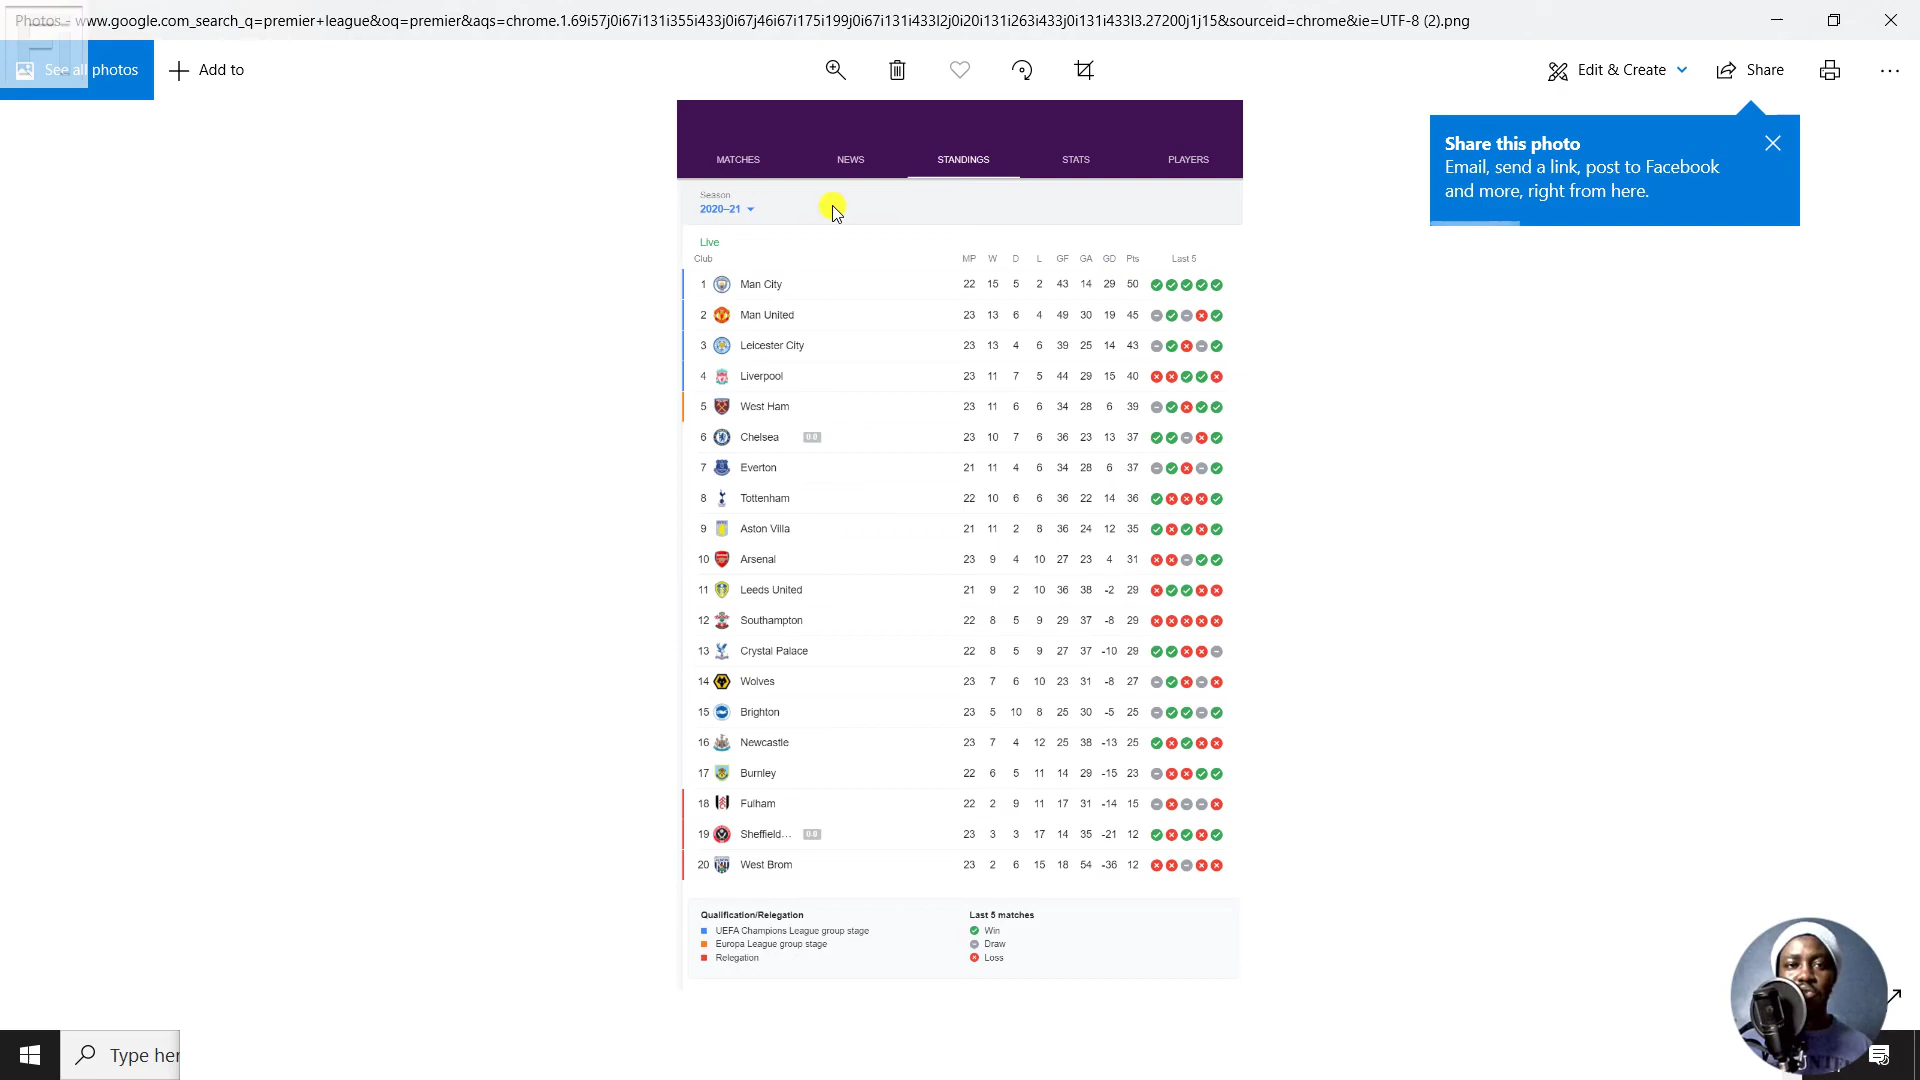 Photos - www.google.com_search_q=premier+league&oq=premier&aqs=chrome.1.69i57j0i67i131i355i433j0i67j46i67i175i199j0i67i131i433l2j0i20i131i263i433j0i131i433l3.27200j1j15&sourceid=chrome&ie=UTF-8 (2).png
See all photos
Add to
Edit & Create
Share
Share this photo
Email, send a link, post to Facebook
and more, right from here.
MATCHES NEWS STANDINGS STATS PLAYERS
Season
2020–21
Live
Club MP W D L GF GA GD Pts Last 5
1 Man City 22 15 5 2 43 14 29 50
2 Man United 23 13 6 4 49 30 19 45
3 Leicester City 23 13 4 6 39 25 14 43
4 Liverpool 23 11 7 5 44 29 15 40
5 West Ham 23 11 6 6 34 28 6 39
6 Chelsea 0-0 23 10 7 6 36 23 13 37
7 Everton 21 11 4 6 34 28 6 37
8 Tottenham 22 10 6 6 36 22 14 36
9 Aston Villa 21 11 2 8 36 24 12 35
10 Arsenal 23 9 4 10 27 23 4 31
11 Leeds United 21 9 2 10 36 38 -2 29
12 Southampton 22 8 5 9 29 37 -8 29
13 Crystal Palace 22 8 5 9 27 37 -10 29
14 Wolves 23 7 6 10 23 31 -8 27
15 Brighton 23 5 10 8 25 30 -5 25
16 Newcastle 23 7 4 12 25 38 -13 25
17 Burnley 22 6 5 11 14 29 -15 23
18 Fulham 22 2 9 11 17 31 -14 15
19 Sheffield... 0-0 23 3 3 17 14 35 -21 12
20 West Brom 23 2 6 15 18 54 -36 12
Qualification/Relegation
UEFA Champions League group stage
Europa League group stage
Relegation
Last 5 matches
Win
Draw
Loss
Type her